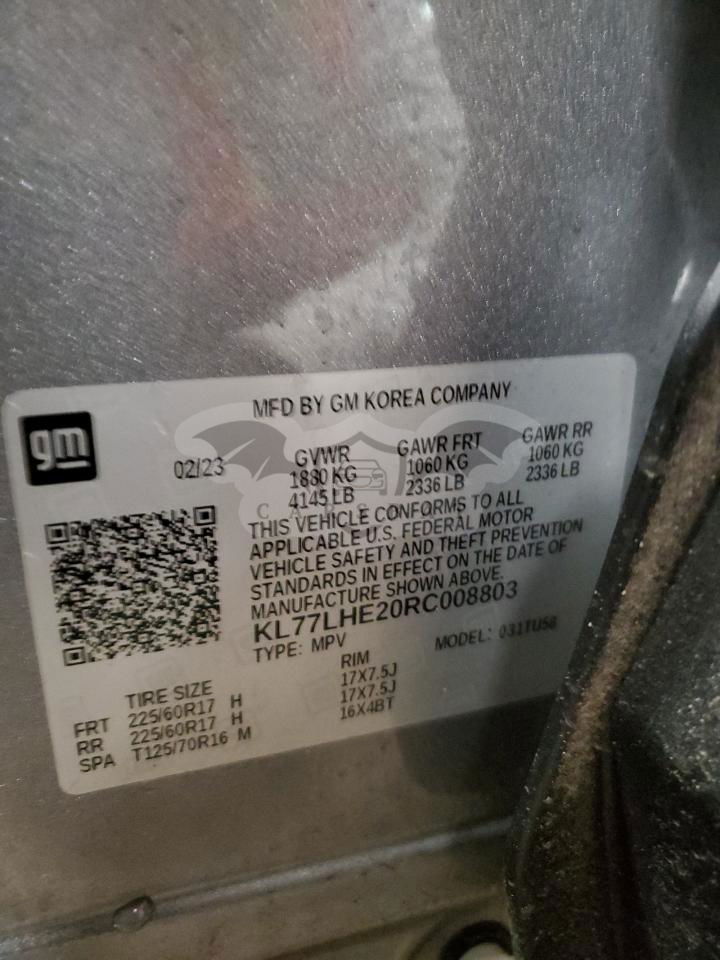 MFD BY GM KOREA COMPANY
gm
02/23
GVWR GAWR FRT GAWR RR
1880 KG 1060 KG 1060 KG
4145 LB 2336 LB 2336 LB
THIS VEHICLE CONFORMS TO ALL
APPLICABLE U.S. FEDERAL MOTOR
VEHICLE SAFETY AND THEFT PREVENTION
STANDARDS IN EFFECT ON THE DATE OF
MANUFACTURE SHOWN ABOVE.
KL77LHE20RC008803
TYPE: MPV MODEL: 031TU56
TIRE SIZE RIM
FRT 225/60R17 H 17X7.5J
RR 225/60R17 H 17X7.5J
SPA T125/70R16 M 16X4BT